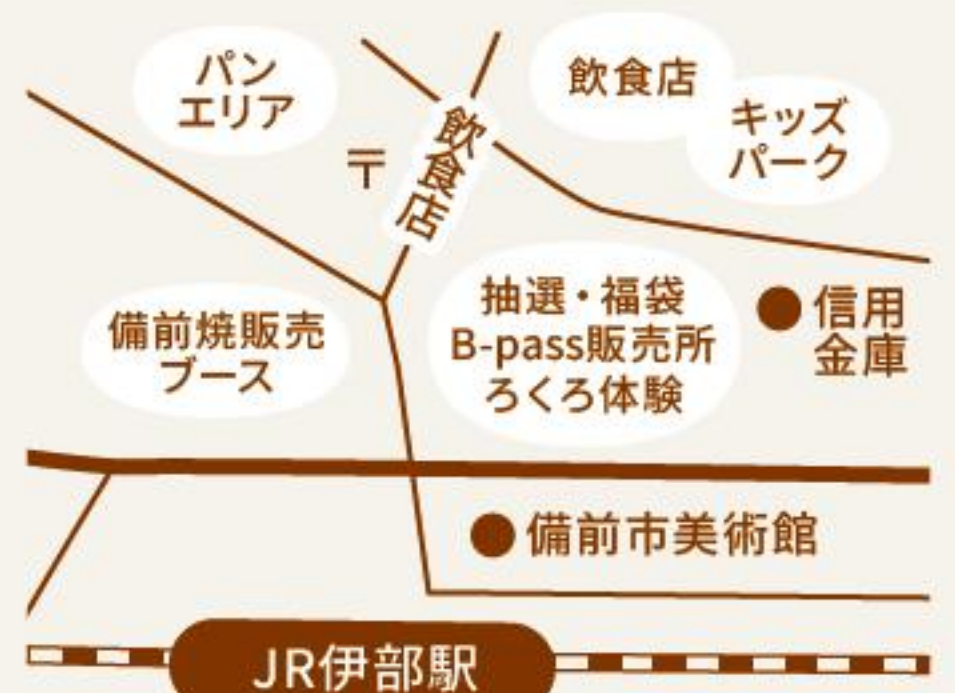 パン
エリア
飲食店
キッズ
パーク
〒
飲食店
抽選・福袋
B-pass販売所
ろくろ体験
信用
金庫
備前焼販売
ブース
備前市美術館
JR伊部駅